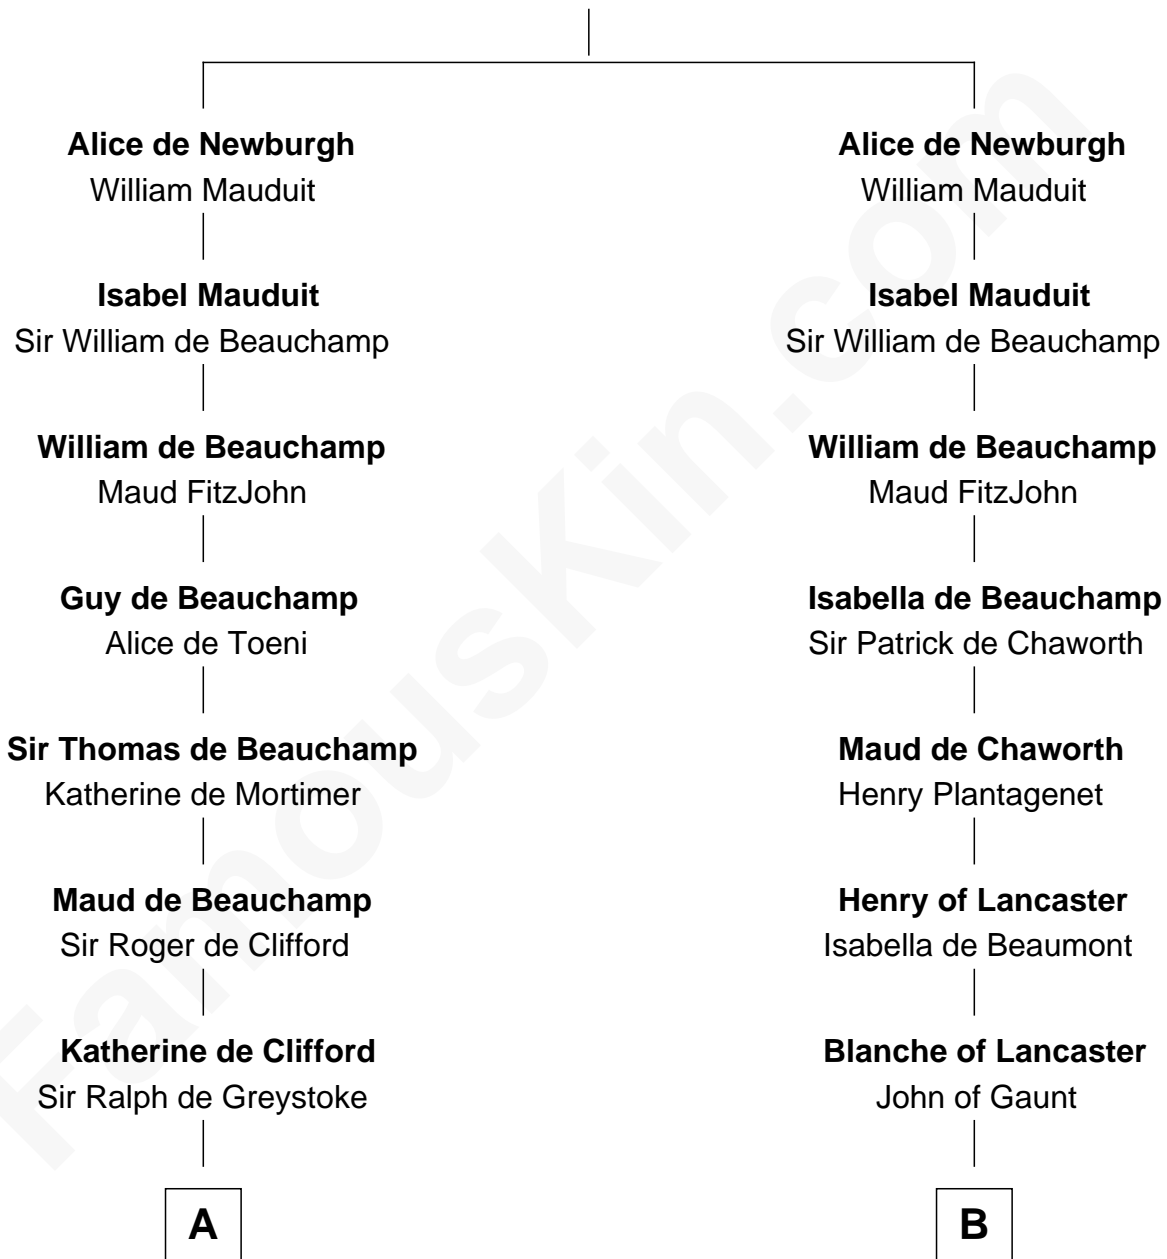 Alice de Newburgh
William Mauduit
Isabel Mauduit
Sir William de Beauchamp
William de Beauchamp
Maud FitzJohn
Guy de Beauchamp
Alice de Toeni
Sir Thomas de Beauchamp
Katherine de Mortimer
Maud de Beauchamp
Sir Roger de Clifford
Katherine de Clifford
Sir Ralph de Greystoke
A
Alice de Newburgh
William Mauduit
Isabel Mauduit
Sir William de Beauchamp
William de Beauchamp
Maud FitzJohn
Isabella de Beauchamp
Sir Patrick de Chaworth
Maud de Chaworth
Henry Plantagenet
Henry of Lancaster
Isabella de Beaumont
Blanche of Lancaster
John of Gaunt
B
FamousKin.com